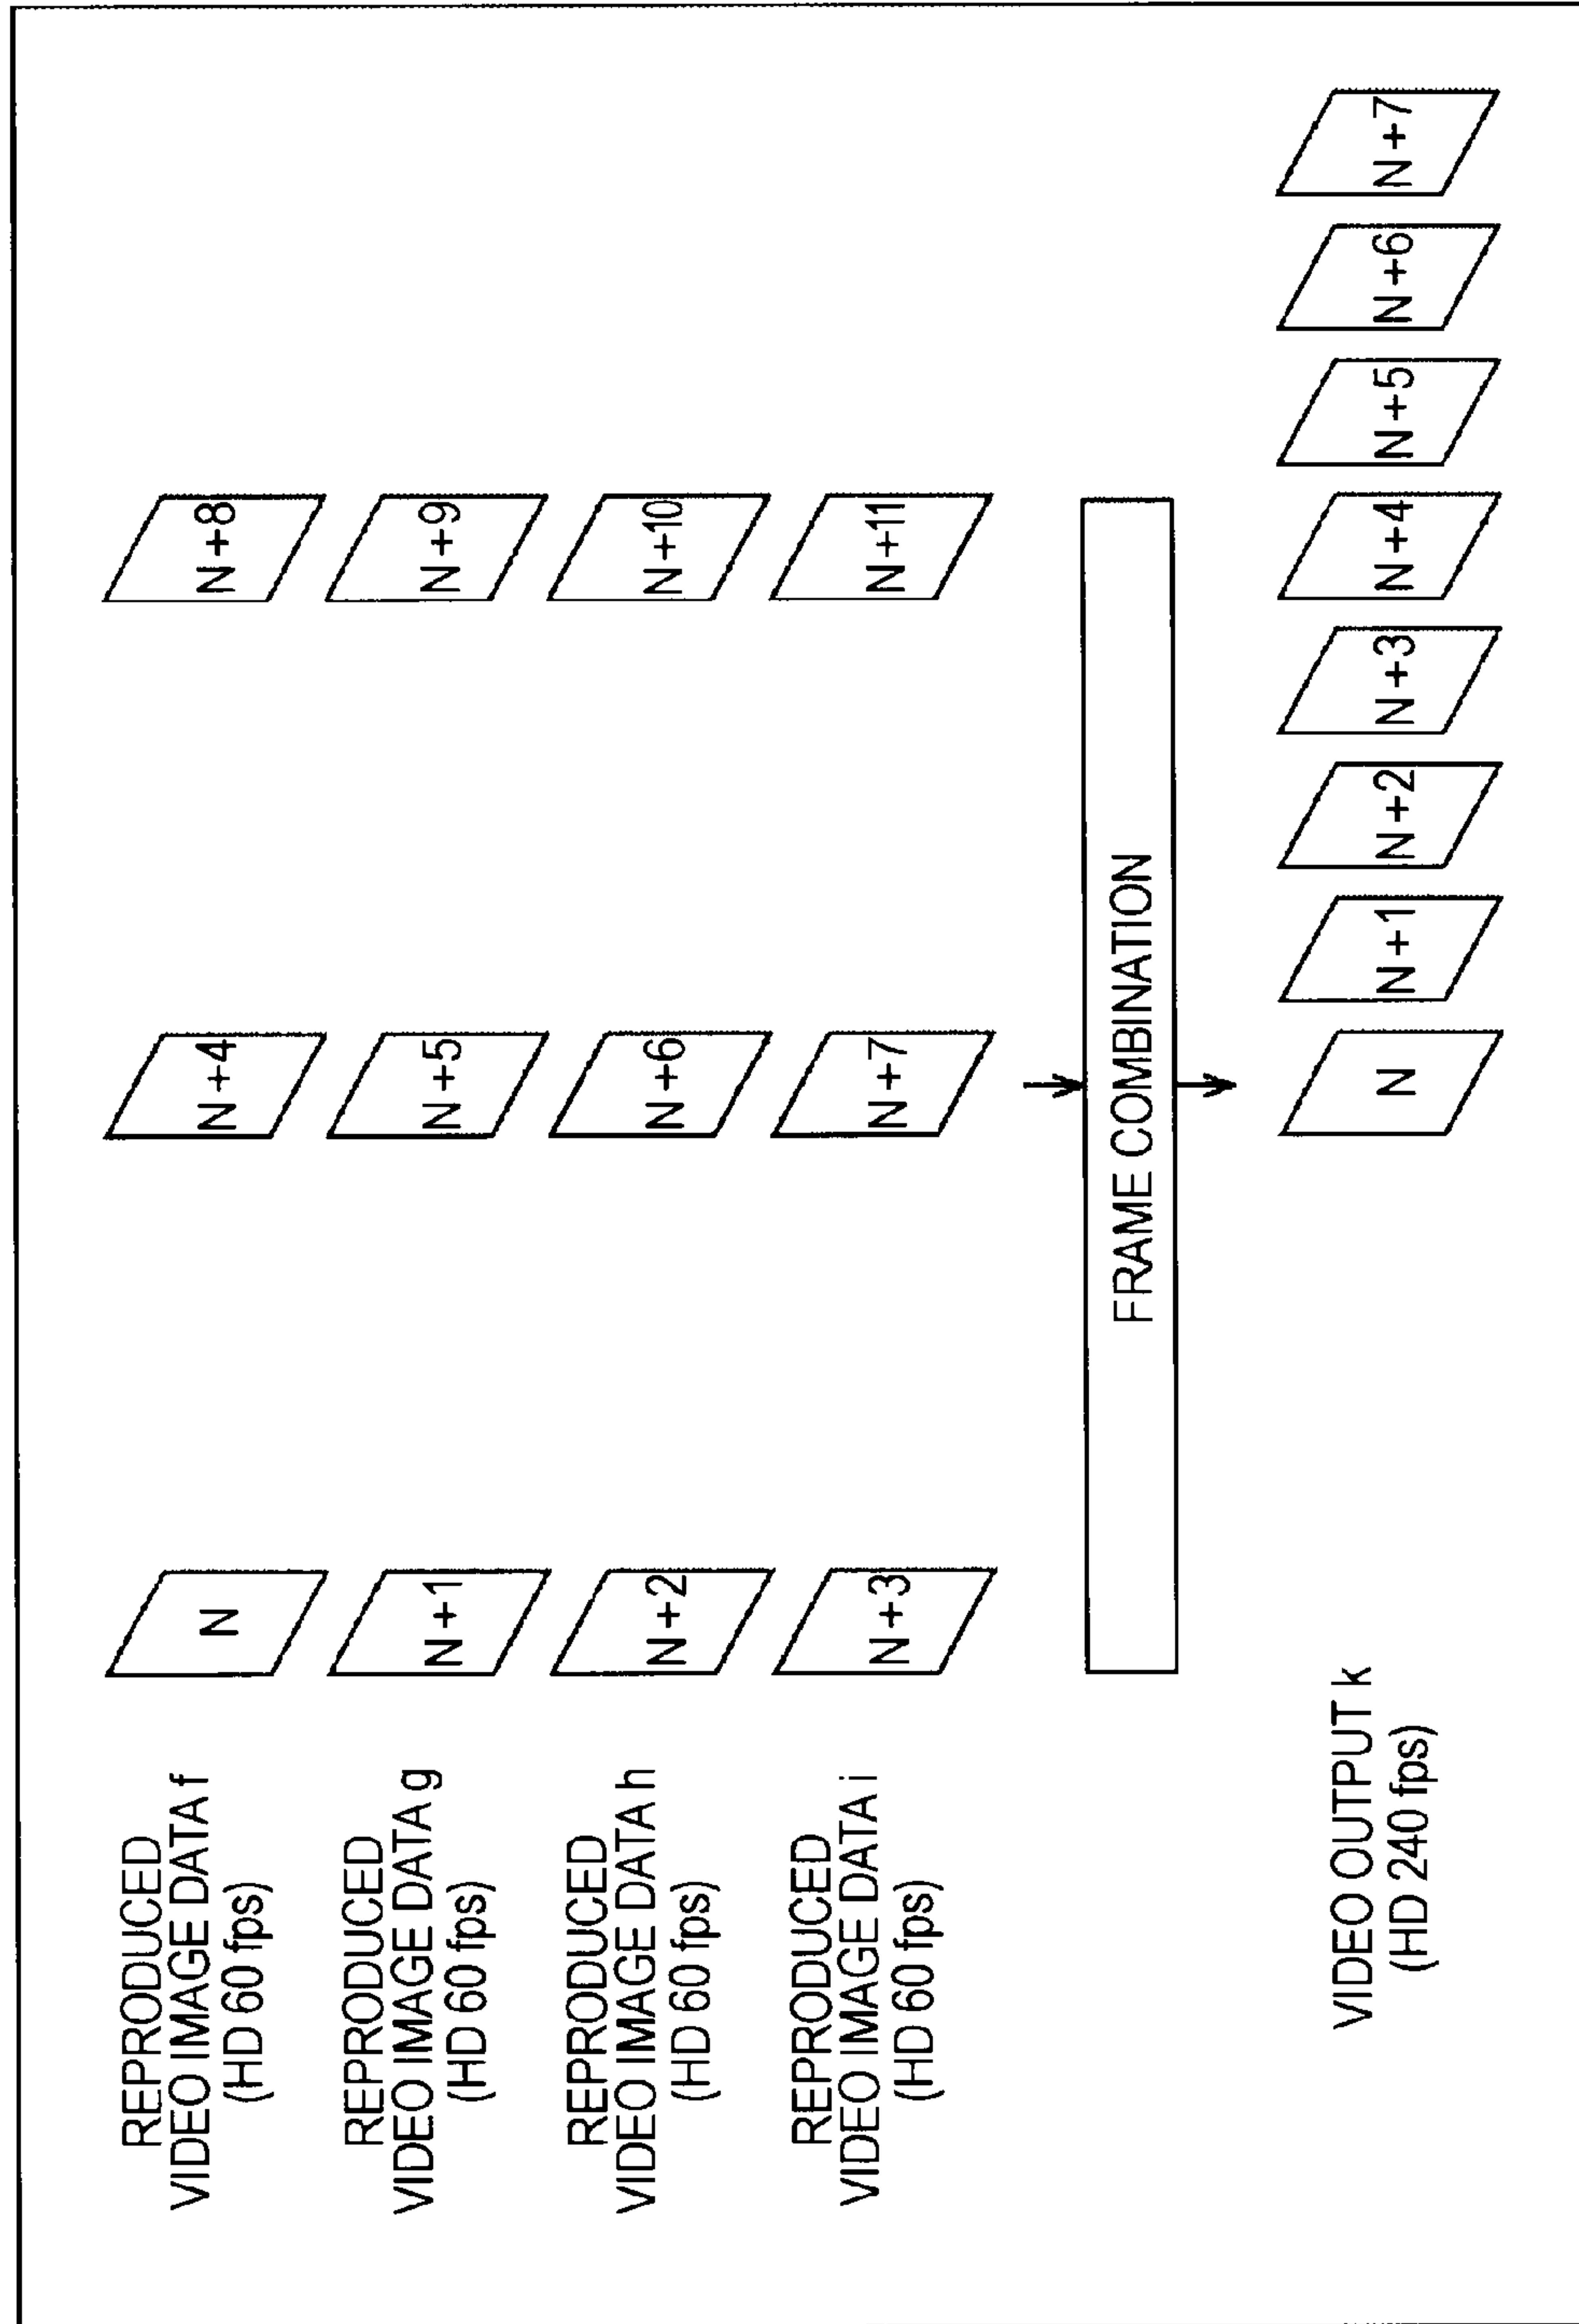 REPRODUCED
VIDEO IMAGE DATA f
(HD 60 fps)
N
N+4
N+8
REPRODUCED
VIDEO IMAGE DATA g
(HD 60 fps)
N+1
N+5
N+9
REPRODUCED
VIDEO IMAGE DATA h
(HD 60 fps)
N+2
N+6
N+10
REPRODUCED
VIDEO IMAGE DATA i
(HD 60 fps)
N+3
N+7
N+11
FRAME COMBINATION
VIDEO OUTPUT k
(HD 240 fps)
N
N+1
N+2
N+3
N+4
N+5
N+6
N+7